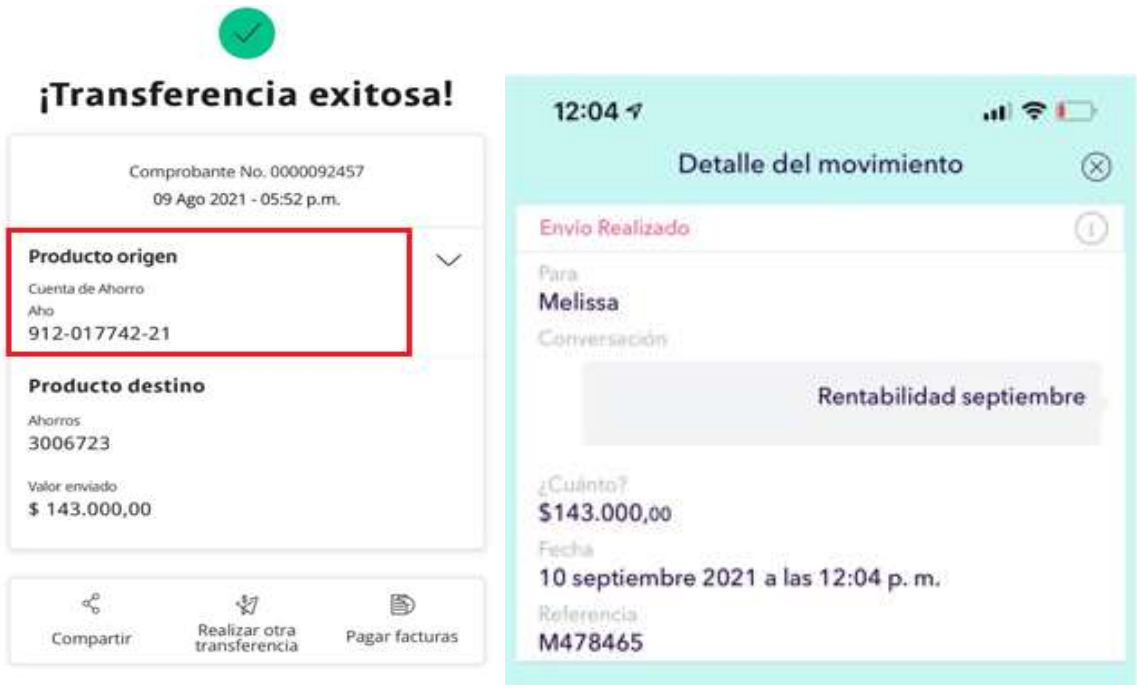 ¡Transferencia exitosa!
Comprobante No. 0000092457
09 Ago 2021 - 05:52 p.m.
Producto origen
Cuenta de Ahorro
Aho
912-017742-21
Producto destino
Ahorros
3006723
Valor enviado
$ 143.000,00
Compartir
Realizar otra
transferencia
Pagar facturas
12:04
Detalle del movimiento
Envío Realizado
Para
Melissa
Conversación
Rentabilidad septiembre
¿Cuánto?
$143.000,00
Fecha
10 septiembre 2021 a las 12:04 p. m.
Referencia
M478465